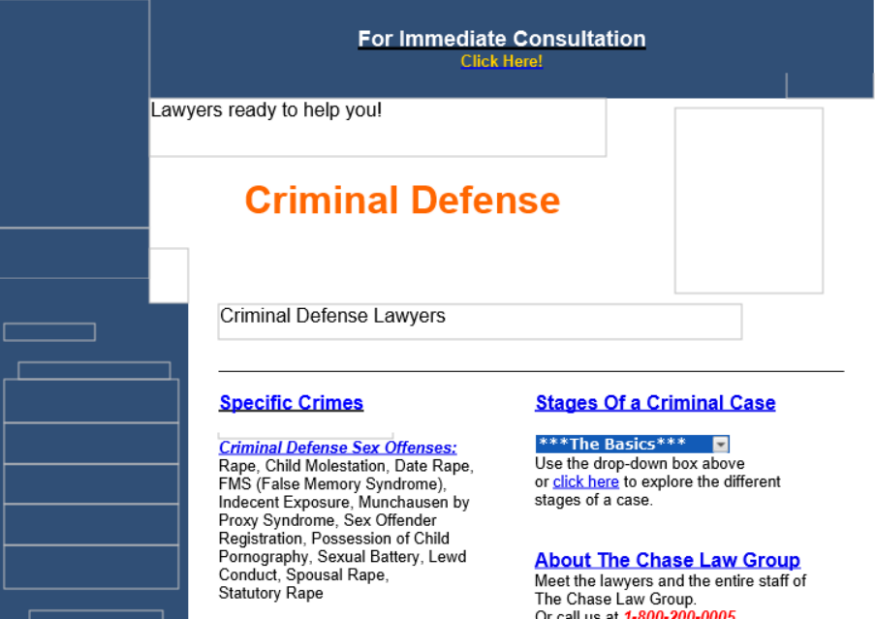 For Immediate Consultation
Click Here!
Lawyers ready to help you!
Criminal Defense
Criminal Defense Lawyers
Specific Crimes
Criminal Defense Sex Offenses:
Rape, Child Molestation, Date Rape,
FMS (False Memory Syndrome),
Indecent Exposure, Munchausen by
Proxy Syndrome, Sex Offender
Registration, Possession of Child
Pornography, Sexual Battery, Lewd
Conduct, Spousal Rape,
Statutory Rape
Stages Of a Criminal Case
***The Basics***
Use the drop-down box above
or click here to explore the different
stages of a case.
About The Chase Law Group
Meet the lawyers and the entire staff of
The Chase Law Group.
Or call us at 1-800-200-0005